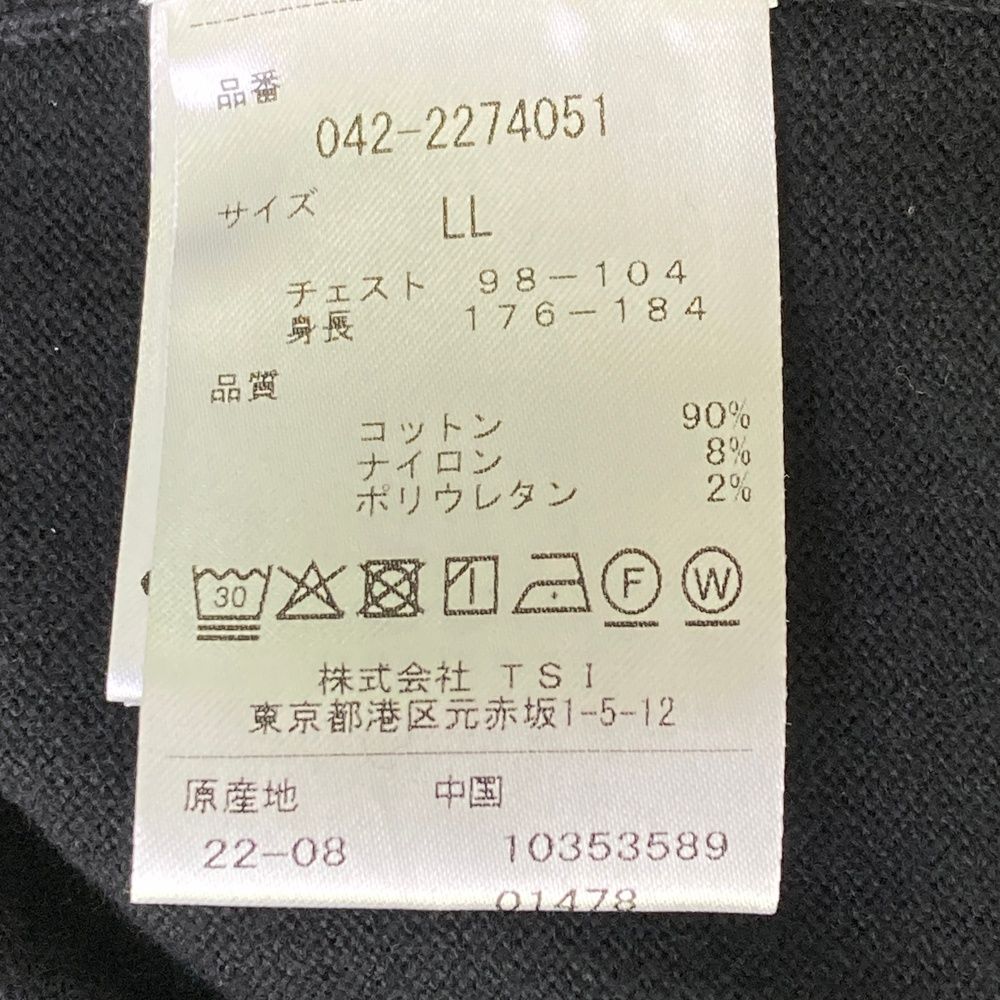 品番
042-2274051
サイズ LL
チェスト 98-104
身長 176-184
品質
コットン 90%
ナイロン 8%
ポリウレタン 2%
30 F W
株式会社 TSI
東京都港区元赤坂1-5-12
原産地 中国
22-08 10353589
01478